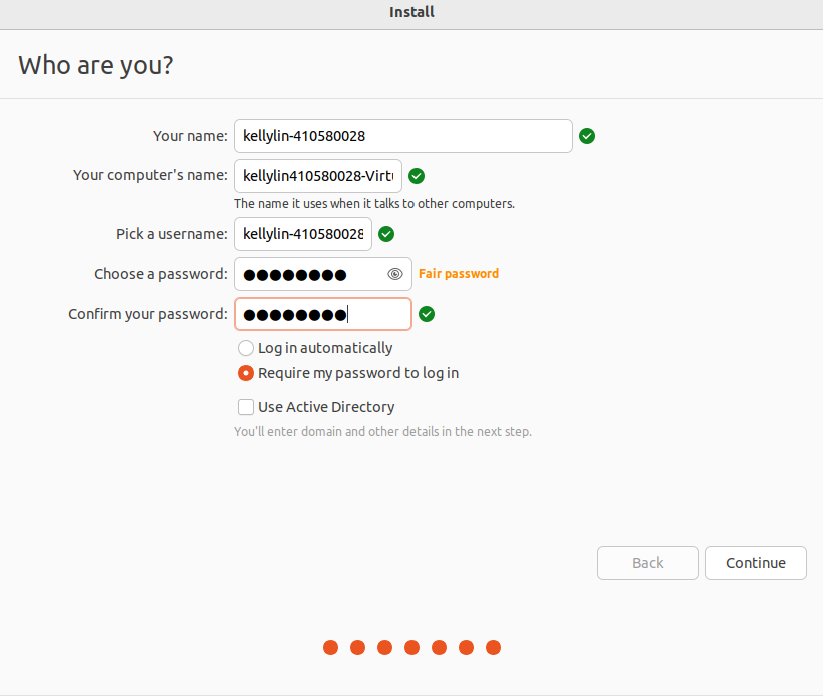 Install
Who are you?
Your name: kellylin-410580028
Your computer's name: kellylin410580028-Virtu
The name it uses when it talks to other computers.
Pick a username: kellylin-410580028
Choose a password: ●●●●●●●● Fair password
Confirm your password: ●●●●●●●●
Log in automatically
Require my password to log in
Use Active Directory
You'll enter domain and other details in the next step.
Back Continue